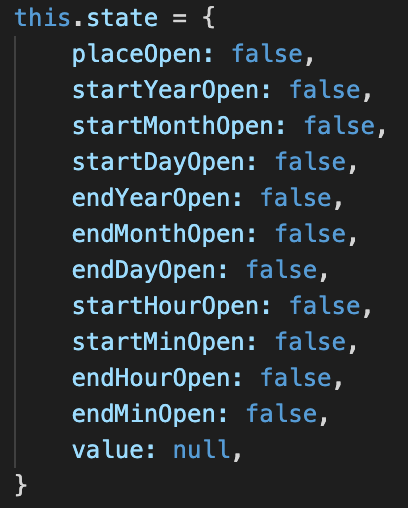 this.state = {
    placeOpen: false,
    startYearOpen: false,
    startMonthOpen: false,
    startDayOpen: false,
    endYearOpen: false,
    endMonthOpen: false,
    endDayOpen: false,
    startHourOpen: false,
    startMinOpen: false,
    endHourOpen: false,
    endMinOpen: false,
    value: null,
}